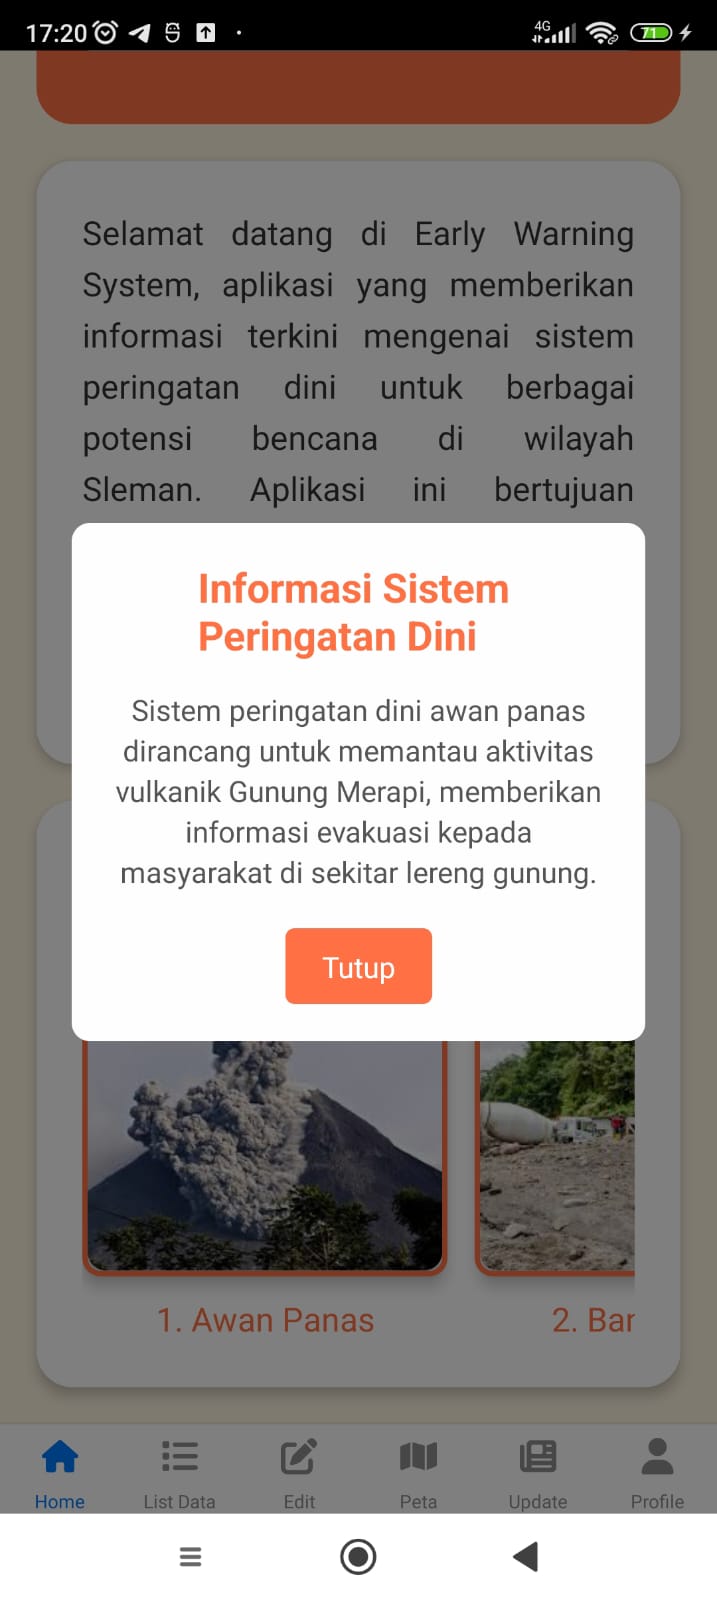 17:20
4G
71
Selamat datang di Early Warning
System, aplikasi yang memberikan
informasi terkini mengenai sistem
peringatan dini untuk berbagai
potensi bencana di wilayah
Sleman. Aplikasi ini bertujuan
Informasi Sistem
Peringatan Dini
Sistem peringatan dini awan panas
dirancang untuk memantau aktivitas
vulkanik Gunung Merapi, memberikan
informasi evakuasi kepada
masyarakat di sekitar lereng gunung.
Tutup
1. Awan Panas
2. Ban
Home
List Data
Edit
Peta
Update
Profile